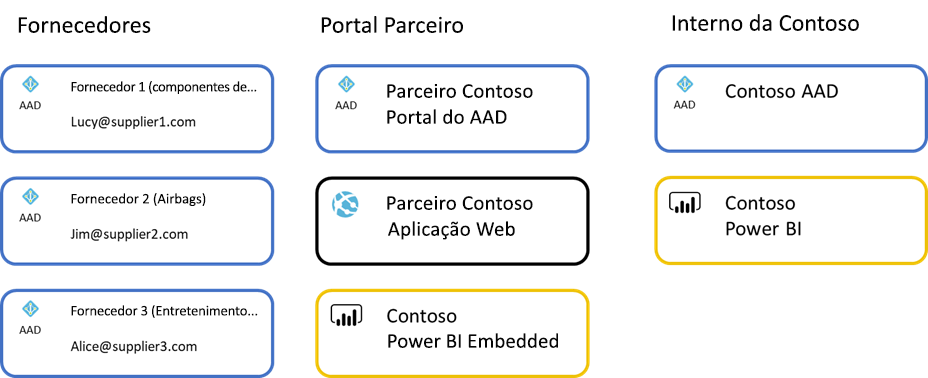 Fornecedores
AAD
Fornecedor 1 (componentes de...
Lucy@supplier1.com
AAD
Fornecedor 2 (Airbags)
Jim@supplier2.com
AAD
Fornecedor 3 (Entretenimento...
Alice@supplier3.com
Portal Parceiro
AAD
Parceiro Contoso
Portal do AAD
Parceiro Contoso
Aplicação Web
Contoso
Power BI Embedded
Interno da Contoso
AAD
Contoso AAD
Contoso
Power BI